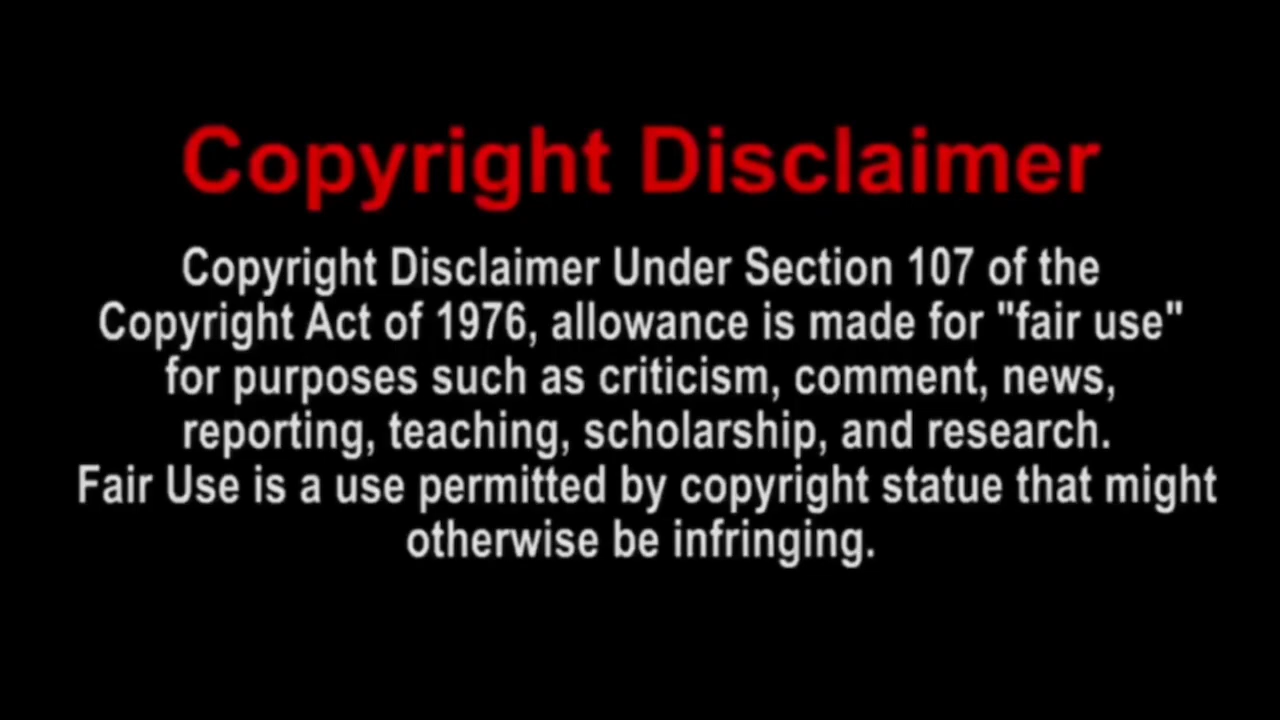 Copyright Disclaimer
Copyright Disclaimer Under Section 107 of the
Copyright Act of 1976, allowance is made for "fair use"
for purposes such as criticism, comment, news,
reporting, teaching, scholarship, and research.
Fair Use is a use permitted by copyright statue that might
otherwise be infringing.